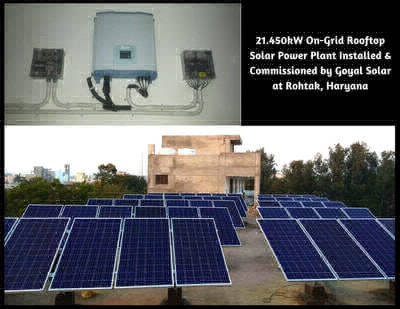 21.450kW On-Grid Rooftop
Solar Power Plant Installed &
Commissioned by Goyal Solar
at Rohtak, Haryana